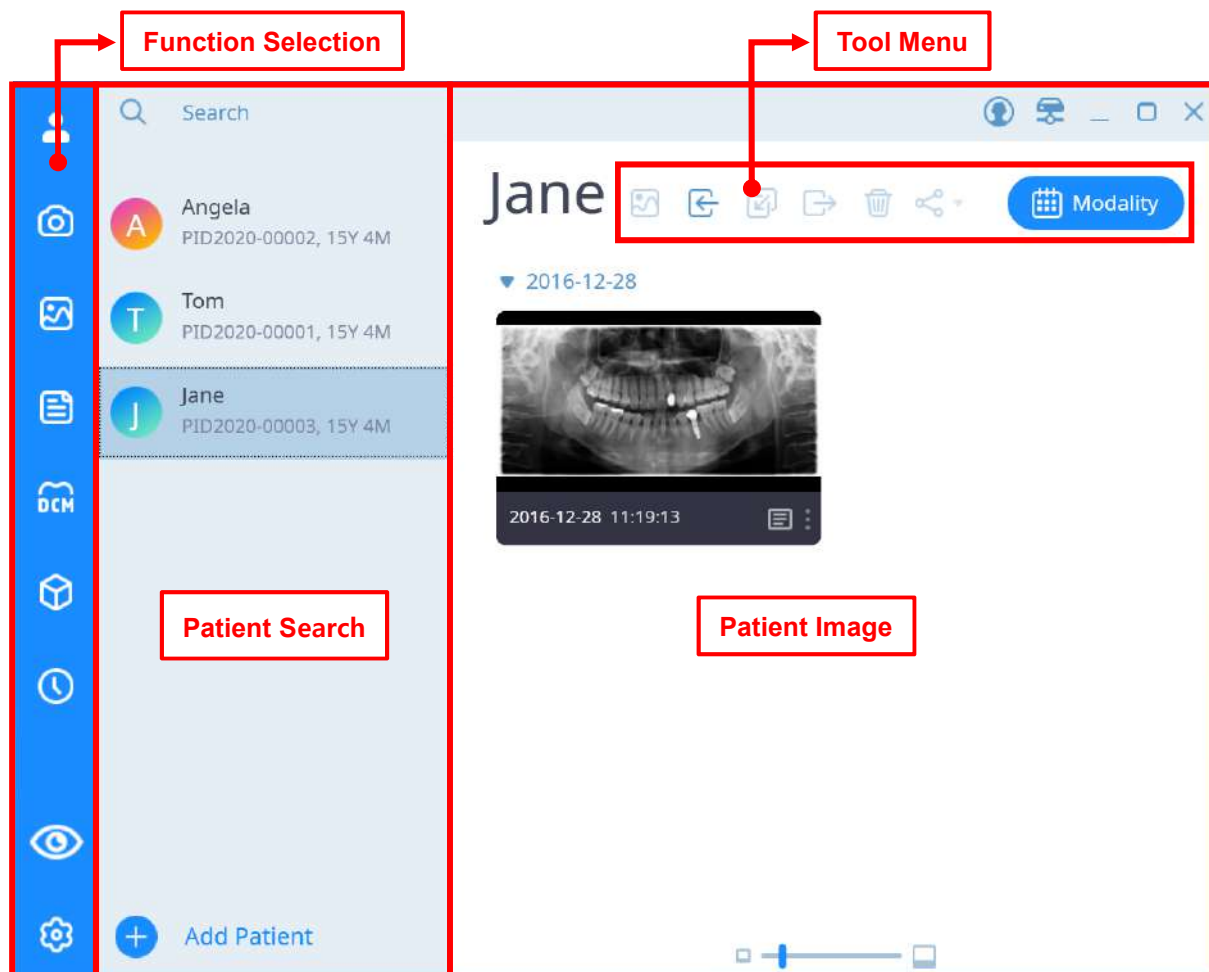 Function Selection
Tool Menu
Search
Jane
Modality
Angela
PID2020-00002, 15Y 4M
Tom
PID2020-00001, 15Y 4M
Jane
PID2020-00003, 15Y 4M
2016-12-28
2016-12-28 11:19:13
DCM
Patient Search
Patient Image
Add Patient
A
T
J